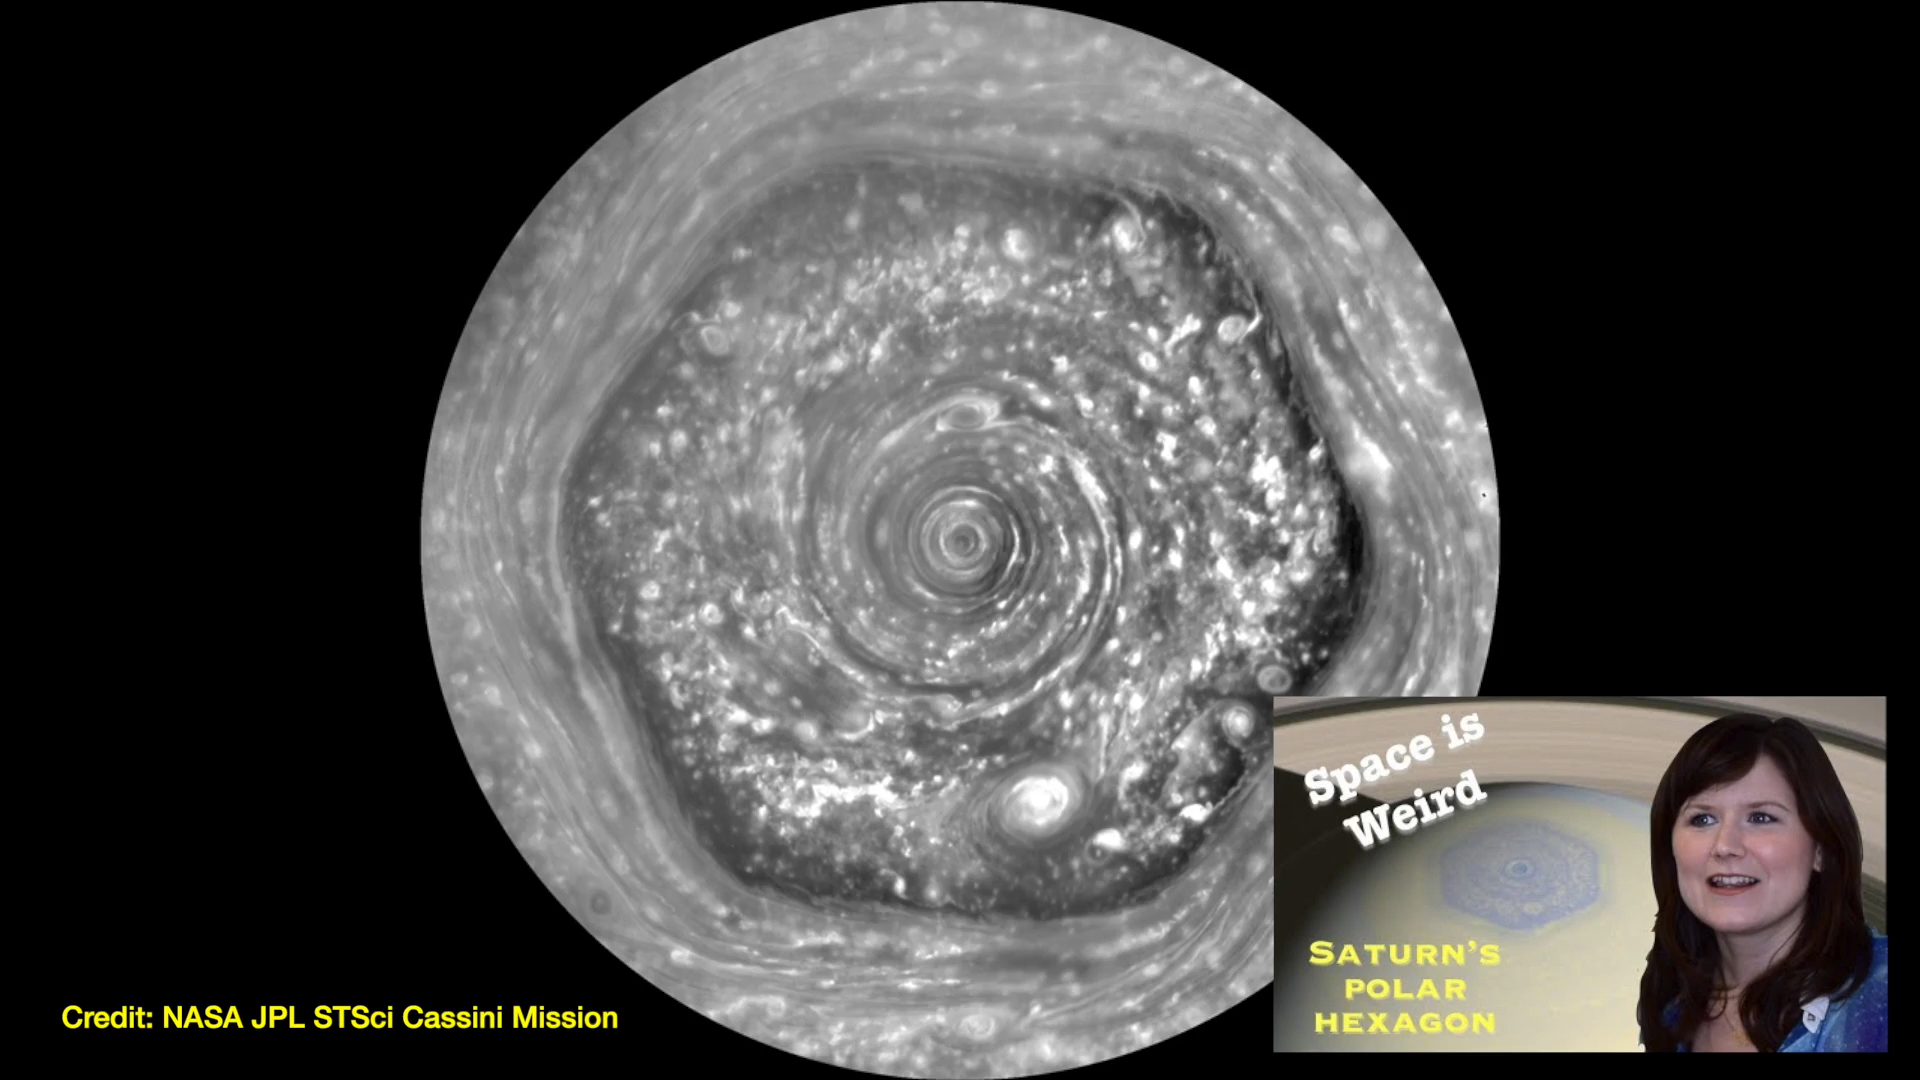 Space is
Weird
SATURN'S
POLAR
HEXAGON
Credit: NASA JPL STSci Cassini Mission